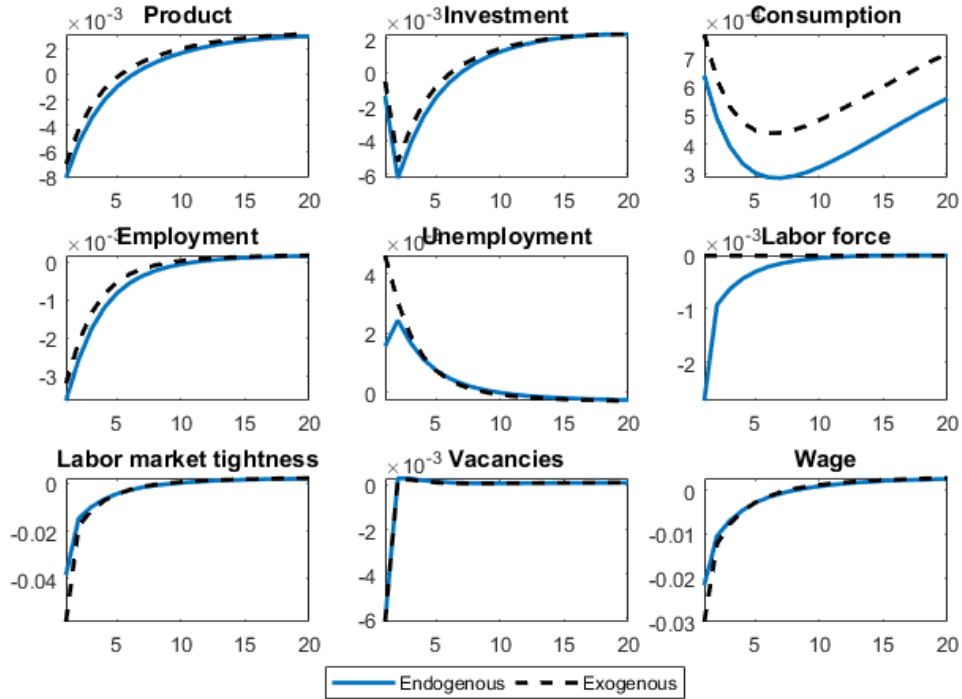 Product
×10⁻³
2
0
-2
-4
-6
-8
5 10 15 20
Investment
×10⁻³
2
0
-2
-4
-6
5 10 15 20
Consumption
×10⁻⁴
7
6
5
4
3
5 10 15 20
Employment
×10⁻³
0
-1
-2
-3
5 10 15 20
Unemployment
4
2
0
5 10 15 20
Labor force
×10⁻³
0
-1
-2
5 10 15 20
Labor market tightness
0
-0.02
-0.04
5 10 15 20
Vacancies
×10⁻³
0
-2
-4
-6
5 10 15 20
Wage
0
-0.01
-0.02
-0.03
5 10 15 20
Endogenous Exogenous